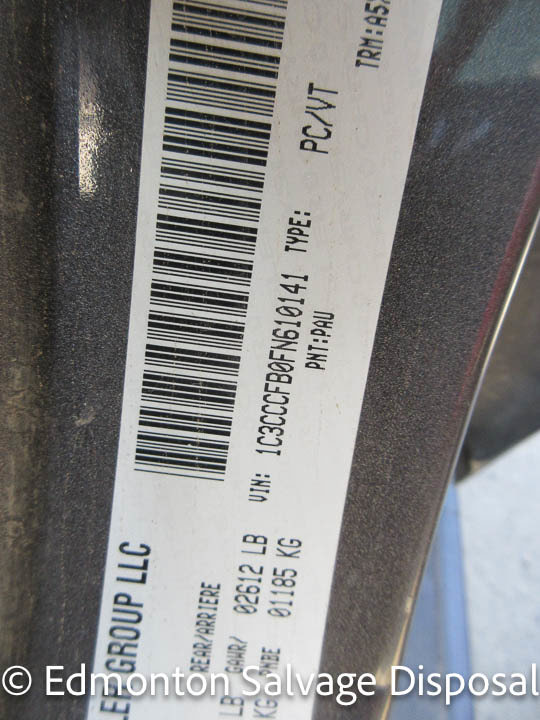 LER GROUP LLC
REAR/ARRIERE
LB GAWR/ 02612 LB
KG 01185 KG
VIN: 1C3CCCFB0FN610141 TYPE: PC/VT
PNT:PAU
TRM:A5
© Edmonton Salvage Disposal